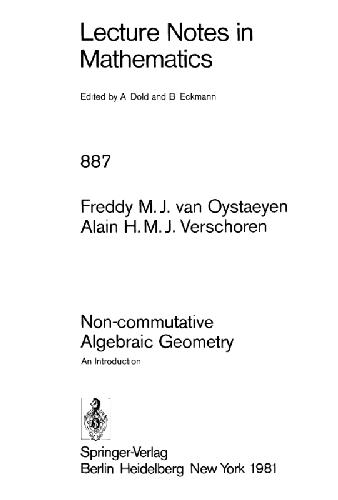 Lecture Notes in
Mathematics
Edited by A Dold and B Eckmann
887
Freddy M. J. van Oystaeyen
Alain H. M. J. Verschoren
Non-commutative
Algebraic Geometry
An Introduction
Springer-Verlag
Berlin Heidelberg New York 1981